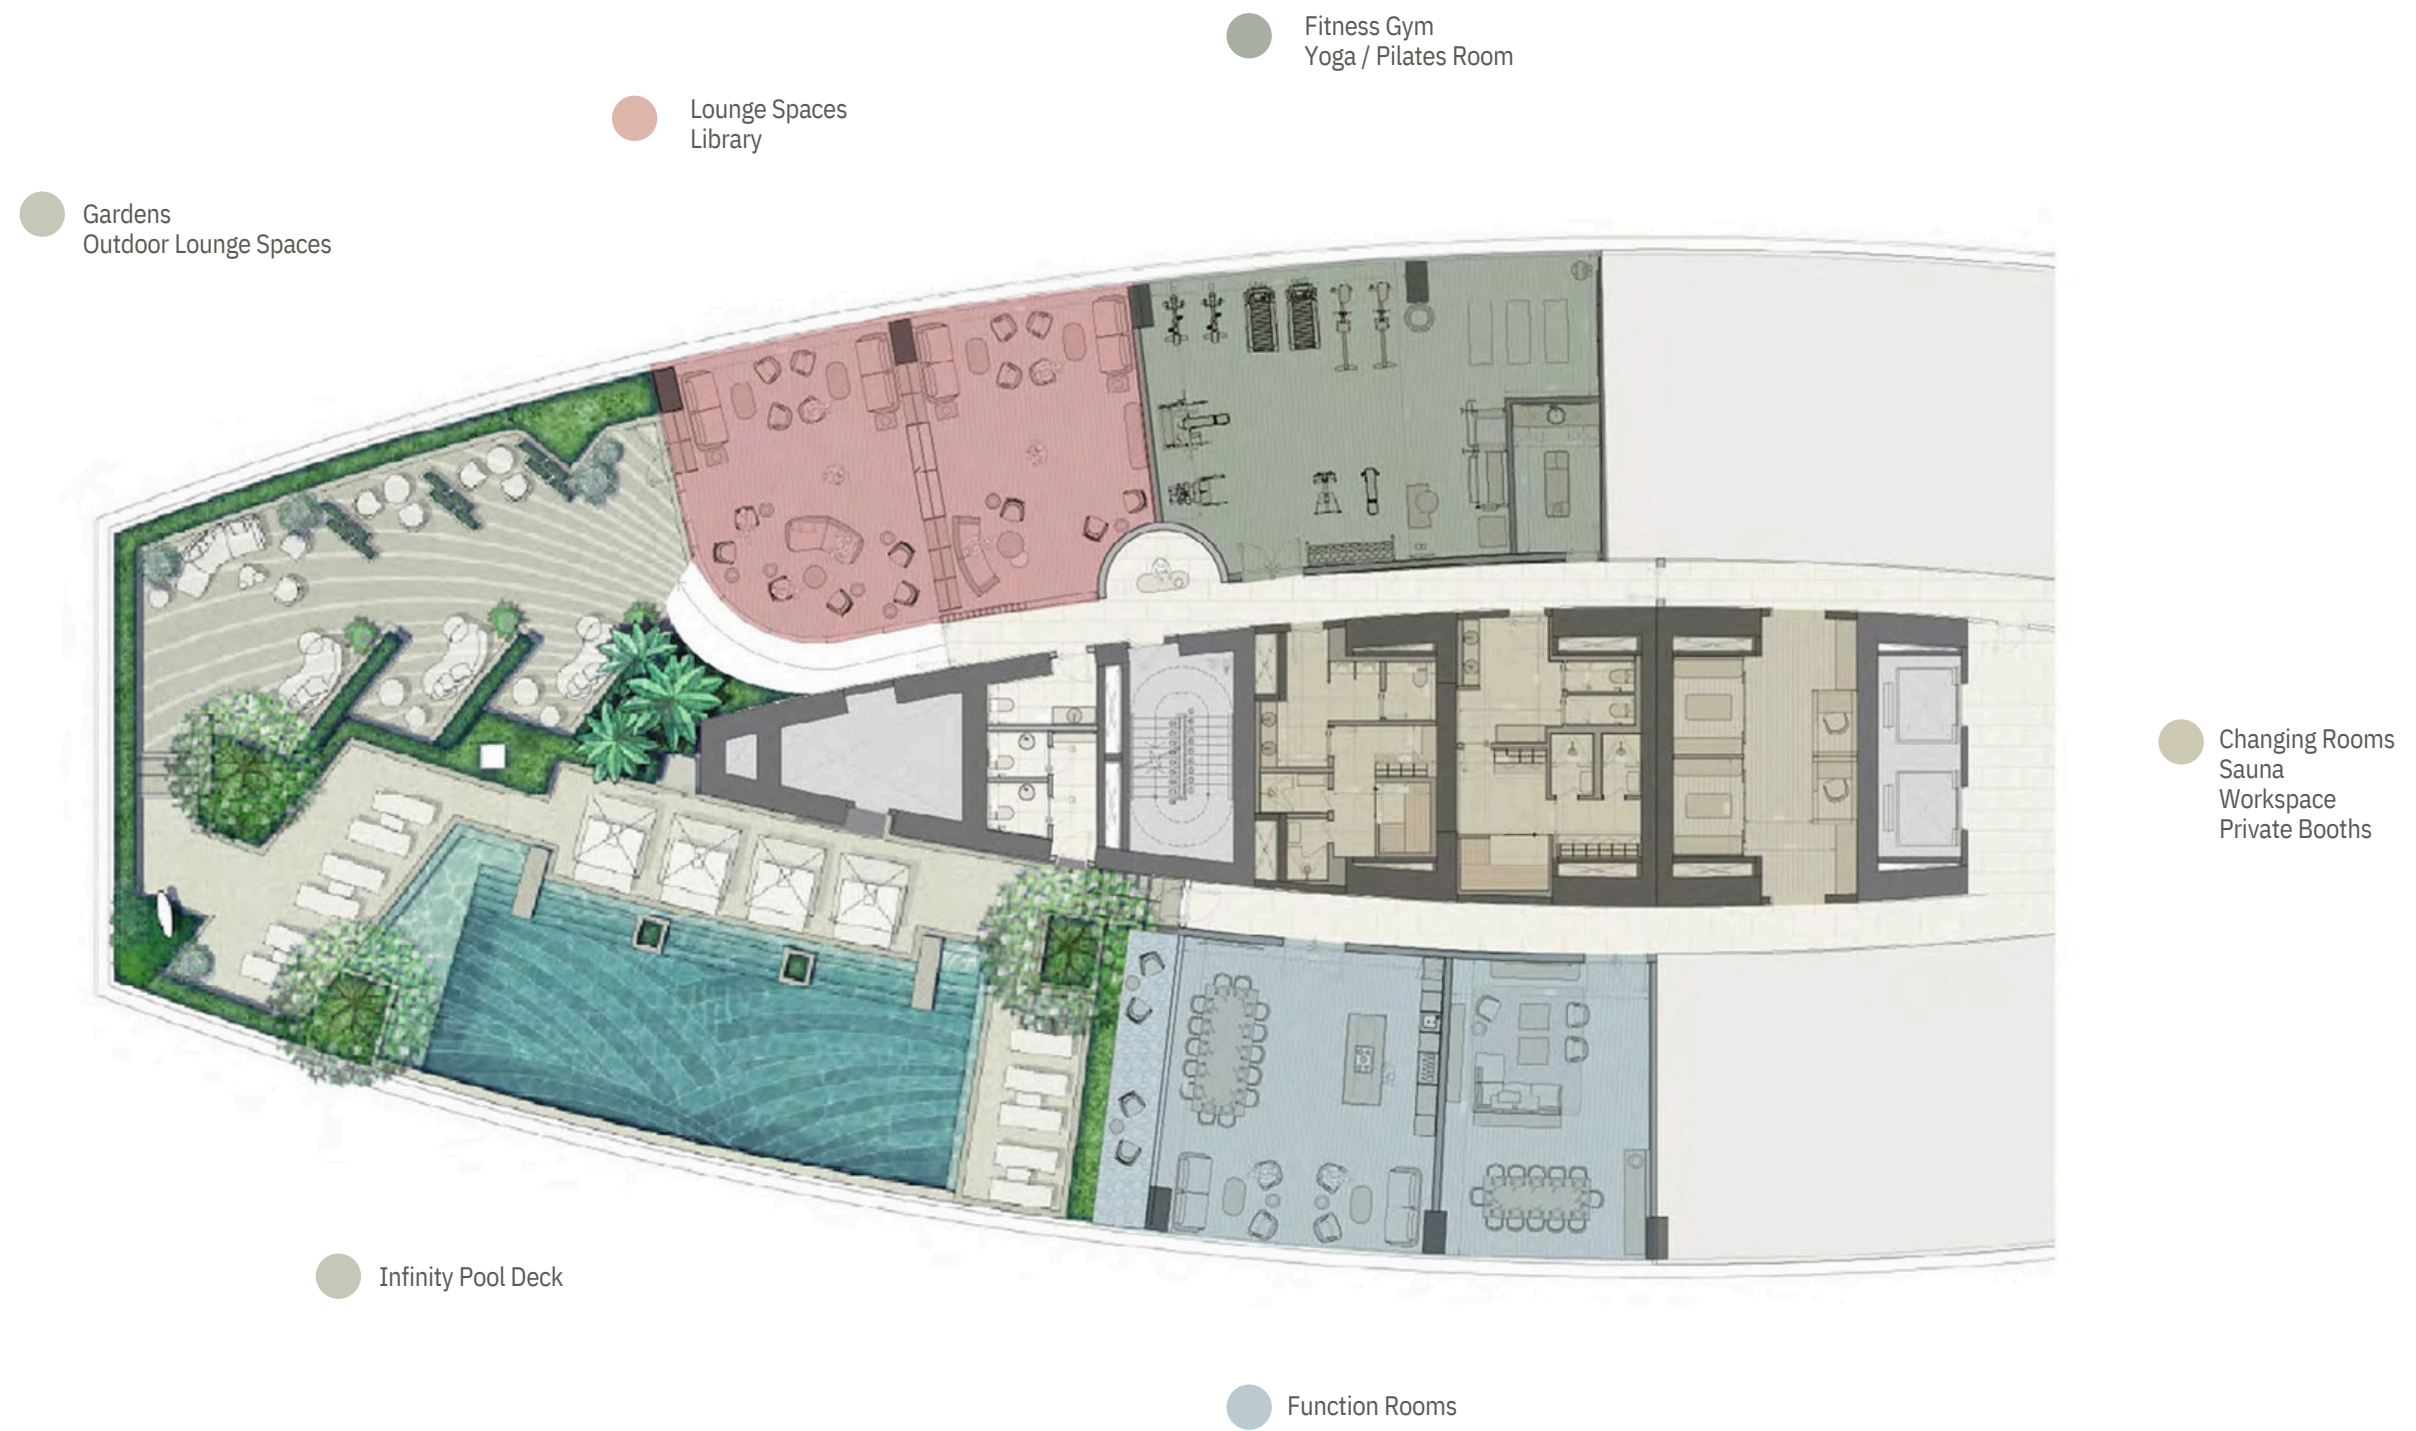 Fitness Gym
Yoga / Pilates Room
Lounge Spaces
Library
Gardens
Outdoor Lounge Spaces
Changing Rooms
Sauna
Workspace
Private Booths
Infinity Pool Deck
Function Rooms